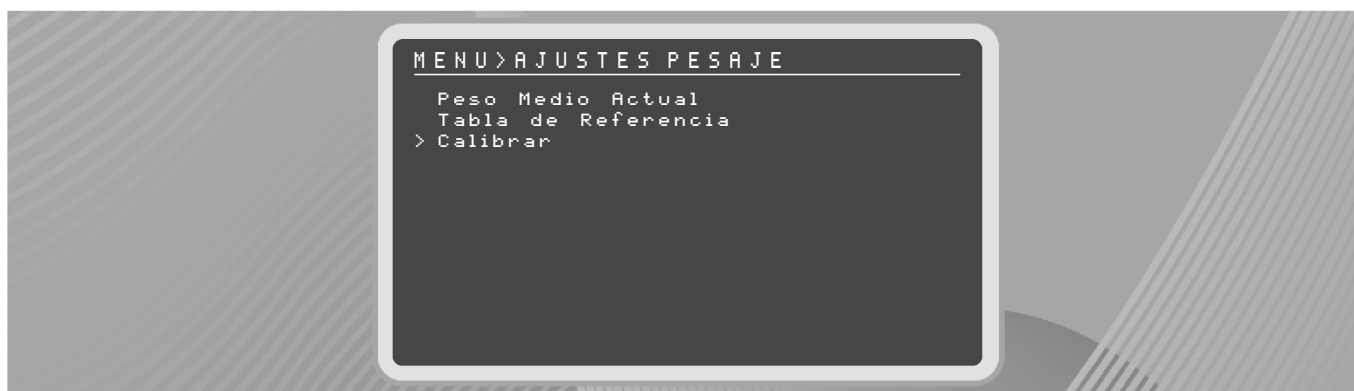 MENU>AJUSTES PESAJE
Peso Medio Actual
Tabla de Referencia
> Calibrar